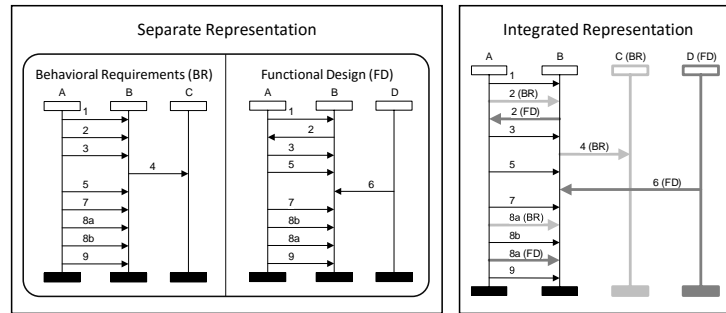 Separate Representation
Behavioral Requirements (BR)
A B C
1
2
3
4
5
7
8a
8b
9
Functional Design (FD)
A B D
1
2
3
5
6
7
8b
8a
9
Integrated Representation
A B C (BR) D (FD)
1
2 (BR)
2 (FD)
3
4 (BR)
5
6 (FD)
7
8a (BR)
8b
8a (FD)
9